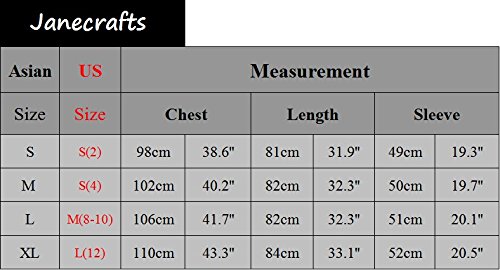 Janecrafts
Asian US Measurement
Size Size Chest Length Sleeve
S S(2) 98cm 38.6" 81cm 31.9" 49cm 19.3"
M S(4) 102cm 40.2" 82cm 32.3" 50cm 19.7"
L M(8-10) 106cm 41.7" 82cm 32.3" 51cm 20.1"
XL L(12) 110cm 43.3" 84cm 33.1" 52cm 20.5"